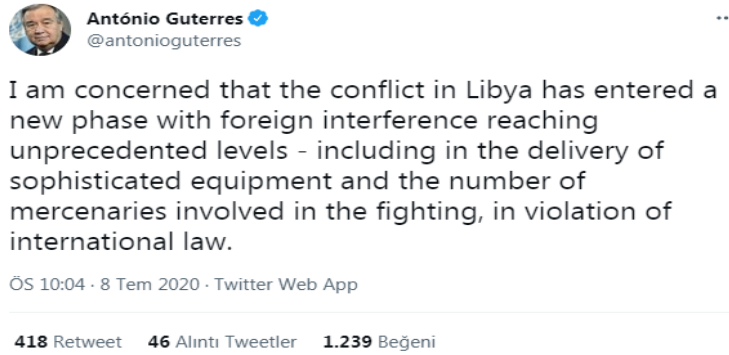 António Guterres
@antonioguterres
I am concerned that the conflict in Libya has entered a
new phase with foreign interference reaching
unprecedented levels - including in the delivery of
sophisticated equipment and the number of
mercenaries involved in the fighting, in violation of
international law.
ÖS 10:04 · 8 Tem 2020 · Twitter Web App
418 Retweet 46 Alıntı Tweetler 1.239 Beğeni